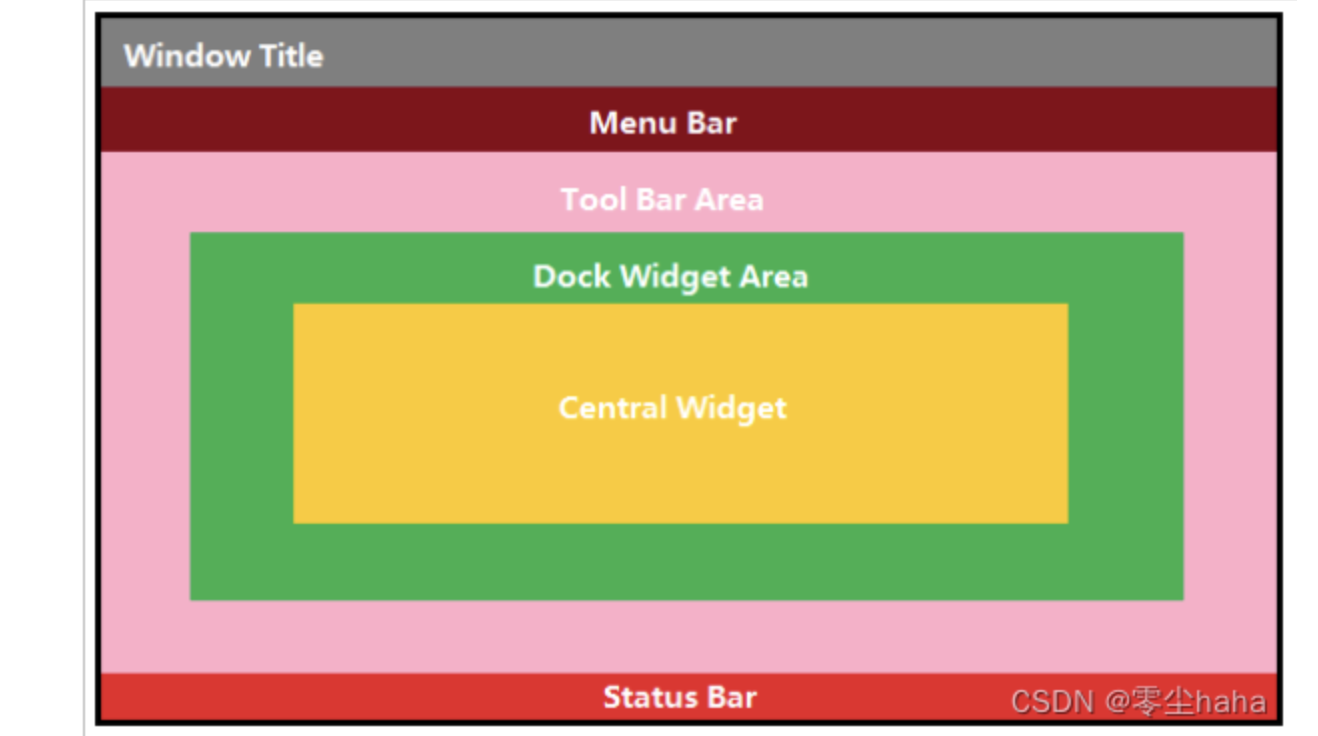 Window Title
Menu Bar
Tool Bar Area
Dock Widget Area
Central Widget
Status Bar
CSDN @零尘haha